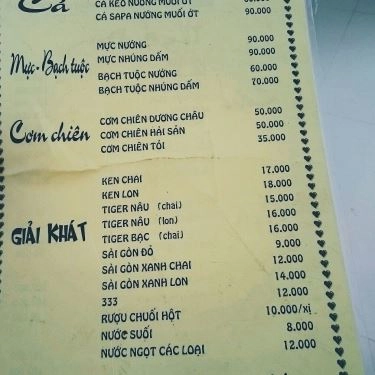 Cá
CÁ KÈO NƯỚNG MUỐI ỚT
CÁ SAPA NƯỚNG MUỐI ỚT 90.000
Mực - Bạch tuộc
MỰC NƯỚNG 90.000
MỰC NHÚNG DẤM 90.000
BẠCH TUỘC NƯỚNG 60.000
BẠCH TUỘC NHÚNG DẤM 70.000
Cơm chiên
CƠM CHIÊN DƯƠNG CHÂU 50.000
CƠM CHIÊN HẢI SẢN 50.000
CƠM CHIÊN TỎI 35.000
GIẢI KHÁT
KEN CHAI 17.000
KEN LON 18.000
TIGER NÂU (chai) 15.000
TIGER NÂU (lon) 16.000
TIGER BẠC (chai) 16.000
SÀI GÒN ĐỎ 9.000
SÀI GÒN XANH CHAI 12.000
SÀI GÒN XANH LON 14.000
333 12.000
RƯỢU CHUỐI HỘT 10.000/xị
NƯỚC SUỐI 8.000
NƯỚC NGỌT CÁC LOẠI 12.000